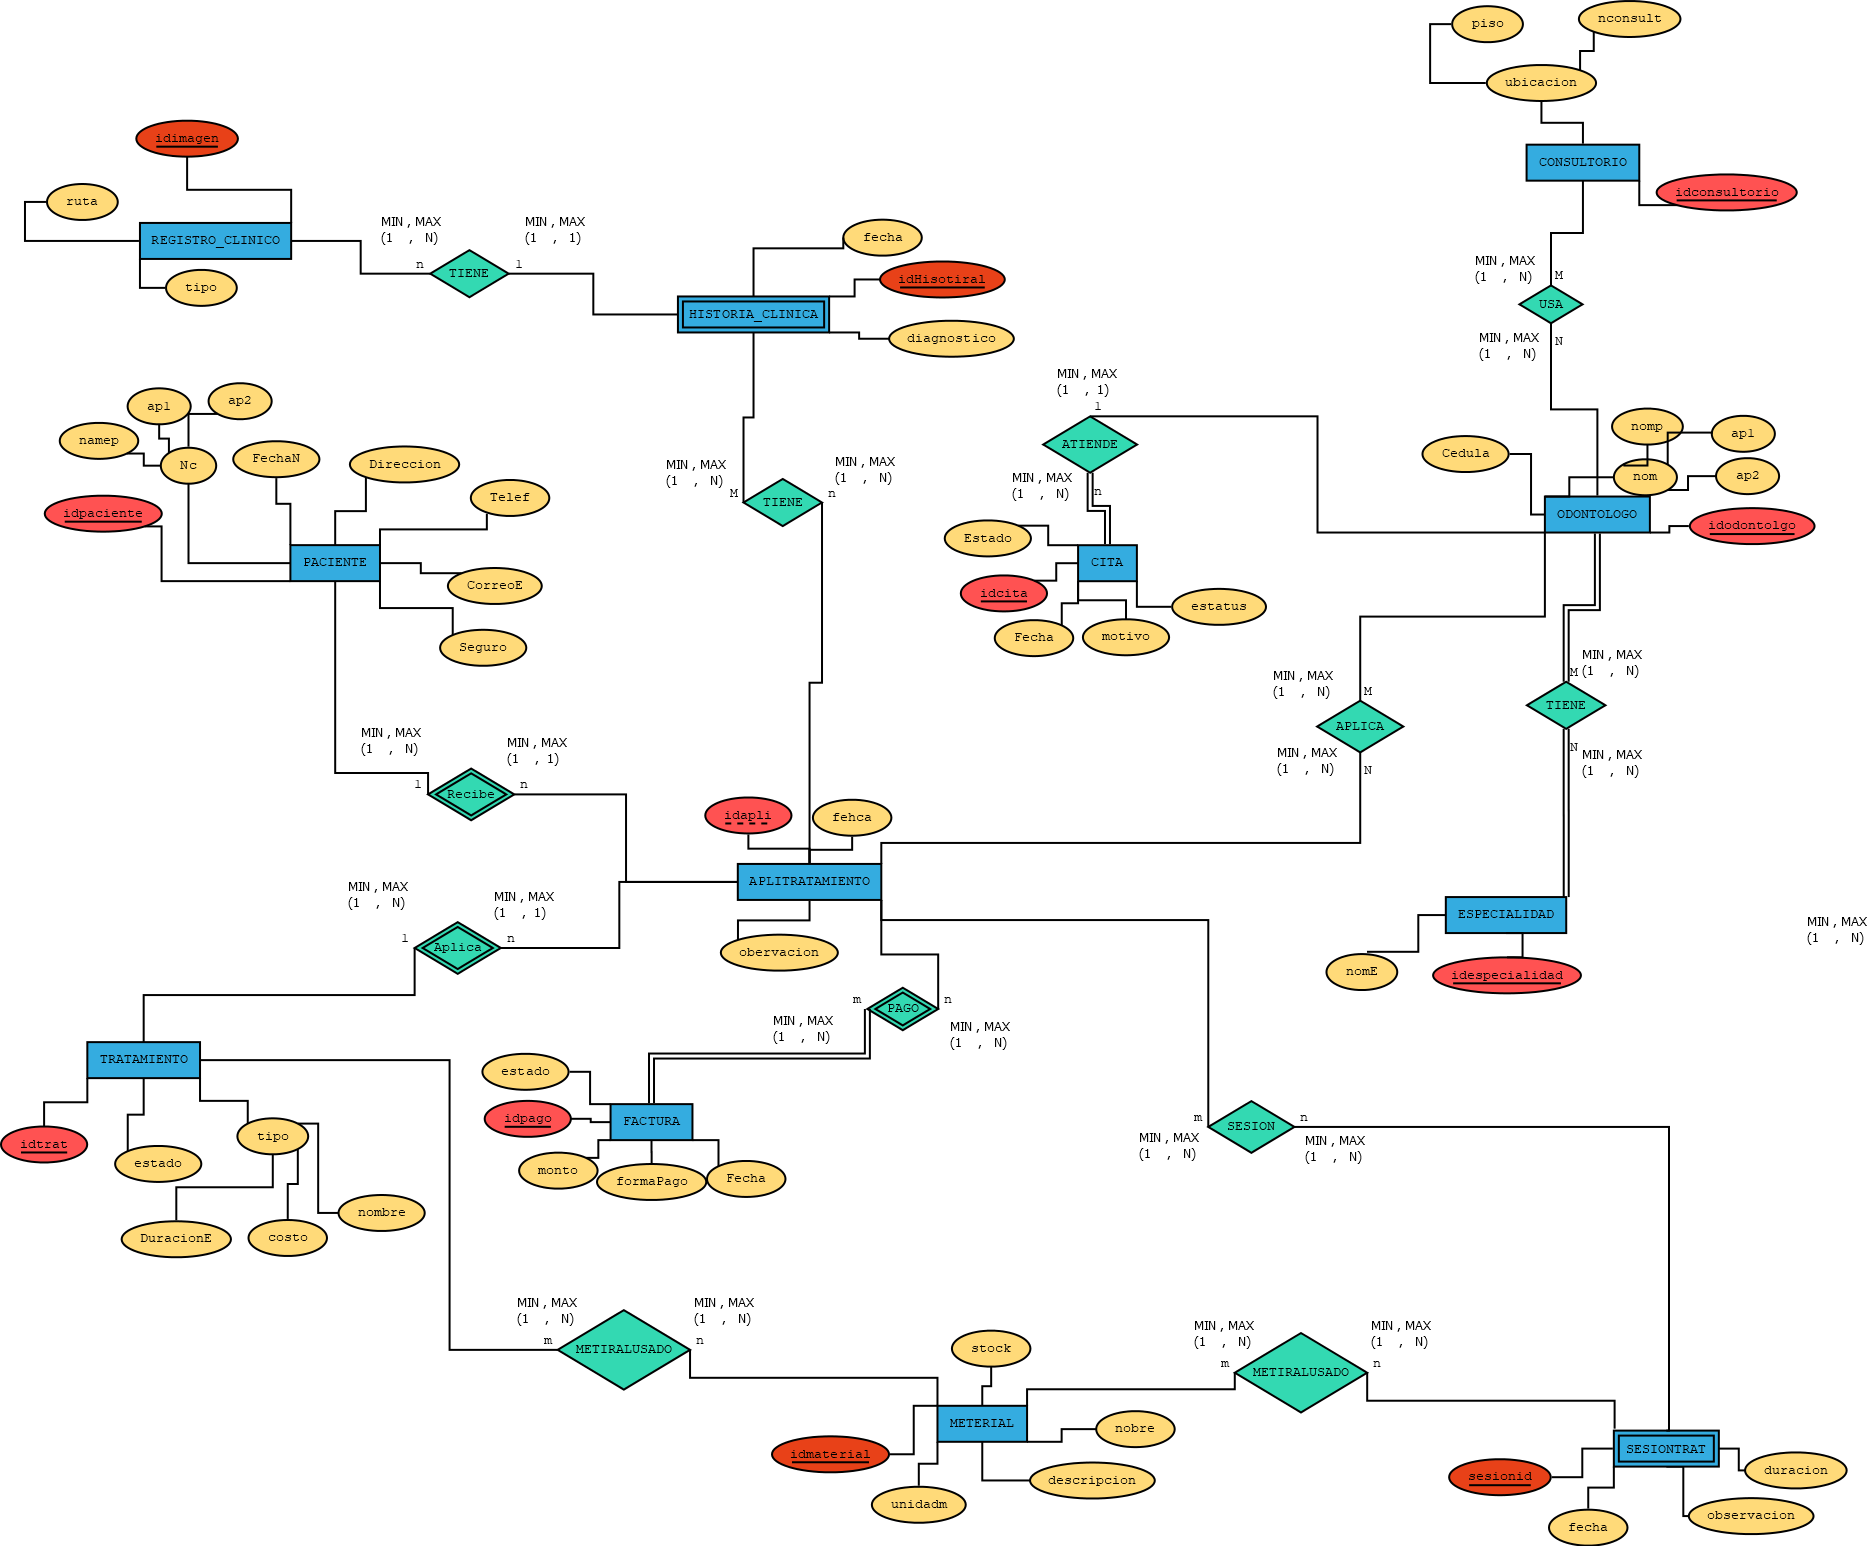 piso
nconsult
ubicacion
CONSULTORIO
idconsultorio
idimagen
ruta
REGISTRO_CLINICO
tipo
MIN , MAX
(1 , N)
n
TIENE
1
MIN , MAX
(1 , 1)
fecha
idHisotiral
HISTORIA_CLINICA
diagnostico
MIN , MAX
(1 , N)
M
USA
MIN , MAX
(1 , N)
N
ap1
ap2
namep
Nc
FechaN
Direccion
Telef
idpaciente
PACIENTE
CorreoE
Seguro
MIN , MAX
(1 , N)
M
TIENE
MIN , MAX
(1 , N)
n
MIN , MAX
(1 , 1)
1
ATIENDE
MIN , MAX
(1 , N)
n
Estado
CITA
idcita
Fecha
motivo
estatus
Cedula
nomp
ap1
nom
ap2
ODONTOLOGO
idodontolgo
MIN , MAX
(1 , N)
M
APLICA
MIN , MAX
(1 , N)
N
MIN , MAX
(1 , N)
M
TIENE
N
MIN , MAX
(1 , N)
MIN , MAX
(1 , N)
1
Recibe
MIN , MAX
(1 , 1)
n
idapli
fehca
APLITRATAMIENTO
obervacion
MIN , MAX
(1 , N)
1
Aplica
MIN , MAX
(1 , 1)
n
ESPECIALIDAD
nomE
idespecialidad
MIN , MAX
(1 , N)
m
PAGO
n
MIN , MAX
(1 , N)
MIN , MAX
(1 , N)
TRATAMIENTO
idtrat
estado
tipo
DuracionE
costo
nombre
estado
idpago
FACTURA
monto
formaPago
Fecha
m
SESION
n
MIN , MAX
(1 , N)
MIN , MAX
(1 , N)
MIN , MAX
(1 , N)
m
METIRALUSADO
MIN , MAX
(1 , N)
n
stock
METERIAL
idmaterial
nobre
descripcion
unidadm
MIN , MAX
(1 , N)
m
METIRALUSADO
MIN , MAX
(1 , N)
n
SESIONTRAT
sesionid
duracion
observacion
fecha